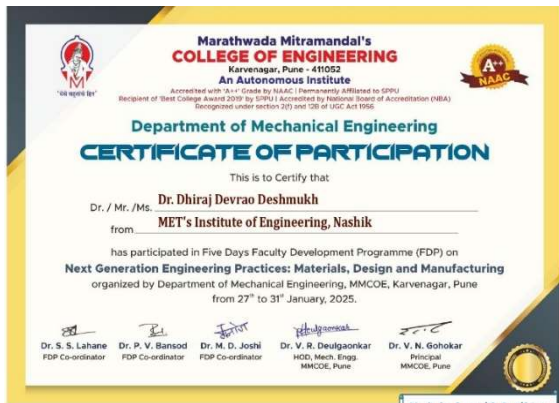 Marathwada Mitramandal's
COLLEGE OF ENGINEERING
Karvenagar, Pune - 411052
An Autonomous Institute
Accredited with 'A++' Grade by NAAC | Permanently Affiliated to SPPU
Recipient of 'Best College Award 2019' by SPPU | Accredited by National Board of Accreditation (NBA)
Recognized under section 2(f) and 12B of UGC Act 1956
A++
NAAC
Department of Mechanical Engineering
CERTIFICATE OF PARTICIPATION
This is to Certify that
Dr. / Mr. /Ms. Dr. Dhiraj Devrao Deshmukh
from MET's Institute of Engineering, Nashik
has participated in Five Days Faculty Development Programme (FDP) on
Next Generation Engineering Practices: Materials, Design and Manufacturing
organized by Department of Mechanical Engineering, MMCOE, Karvenagar, Pune
from 27th to 31st January, 2025.
Dr. S. S. Lahane Dr. P. V. Bansod Dr. M. D. Joshi Dr. V. R. Deulgaonkar Dr. V. N. Gohokar
FDP Co-ordinator FDP Co-ordinator FDP Co-ordinator HOD, Mech. Engg. Principal
MMCOE, Pune MMCOE, Pune